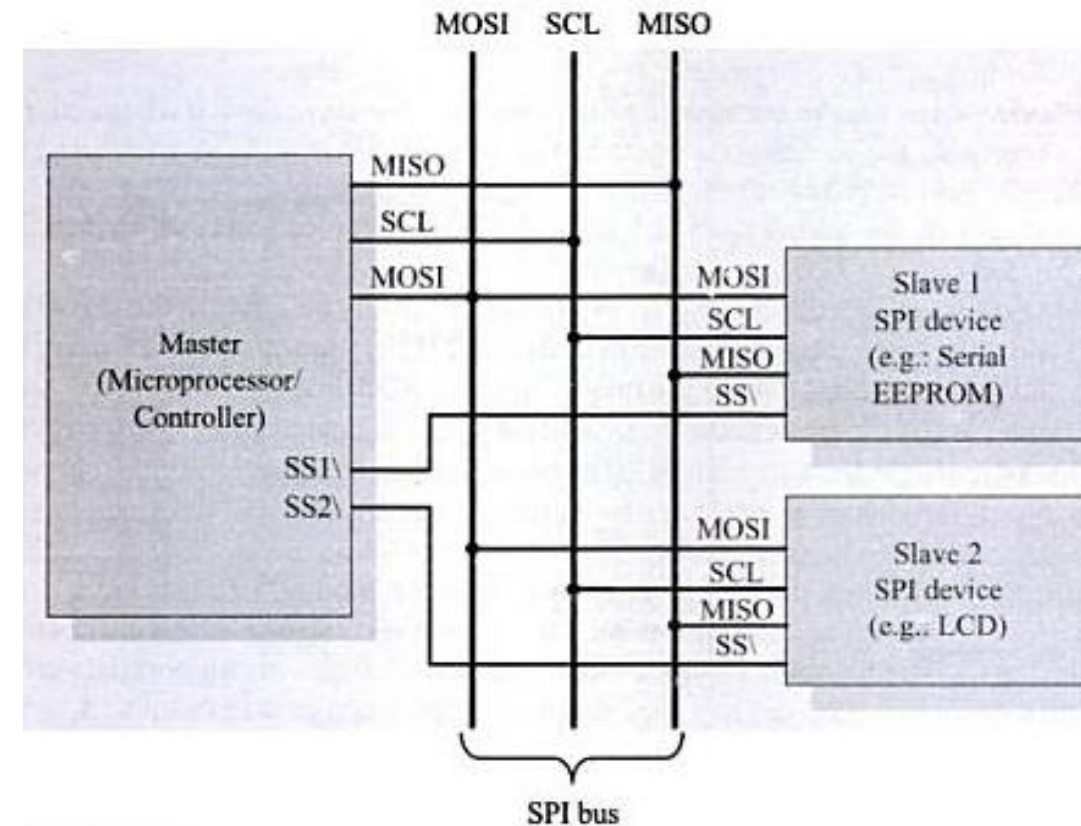 MOSI SCL MISO
MISO
SCL
MOSI
Master
(Microprocessor/
Controller)
SS1\
SS2\
MOSI
SCL
MISO
SS\
Slave 1
SPI device
(e.g.: Serial
EEPROM)
MOSI
SCL
MISO
SS\
Slave 2
SPI device
(e.g.: LCD)
SPI bus